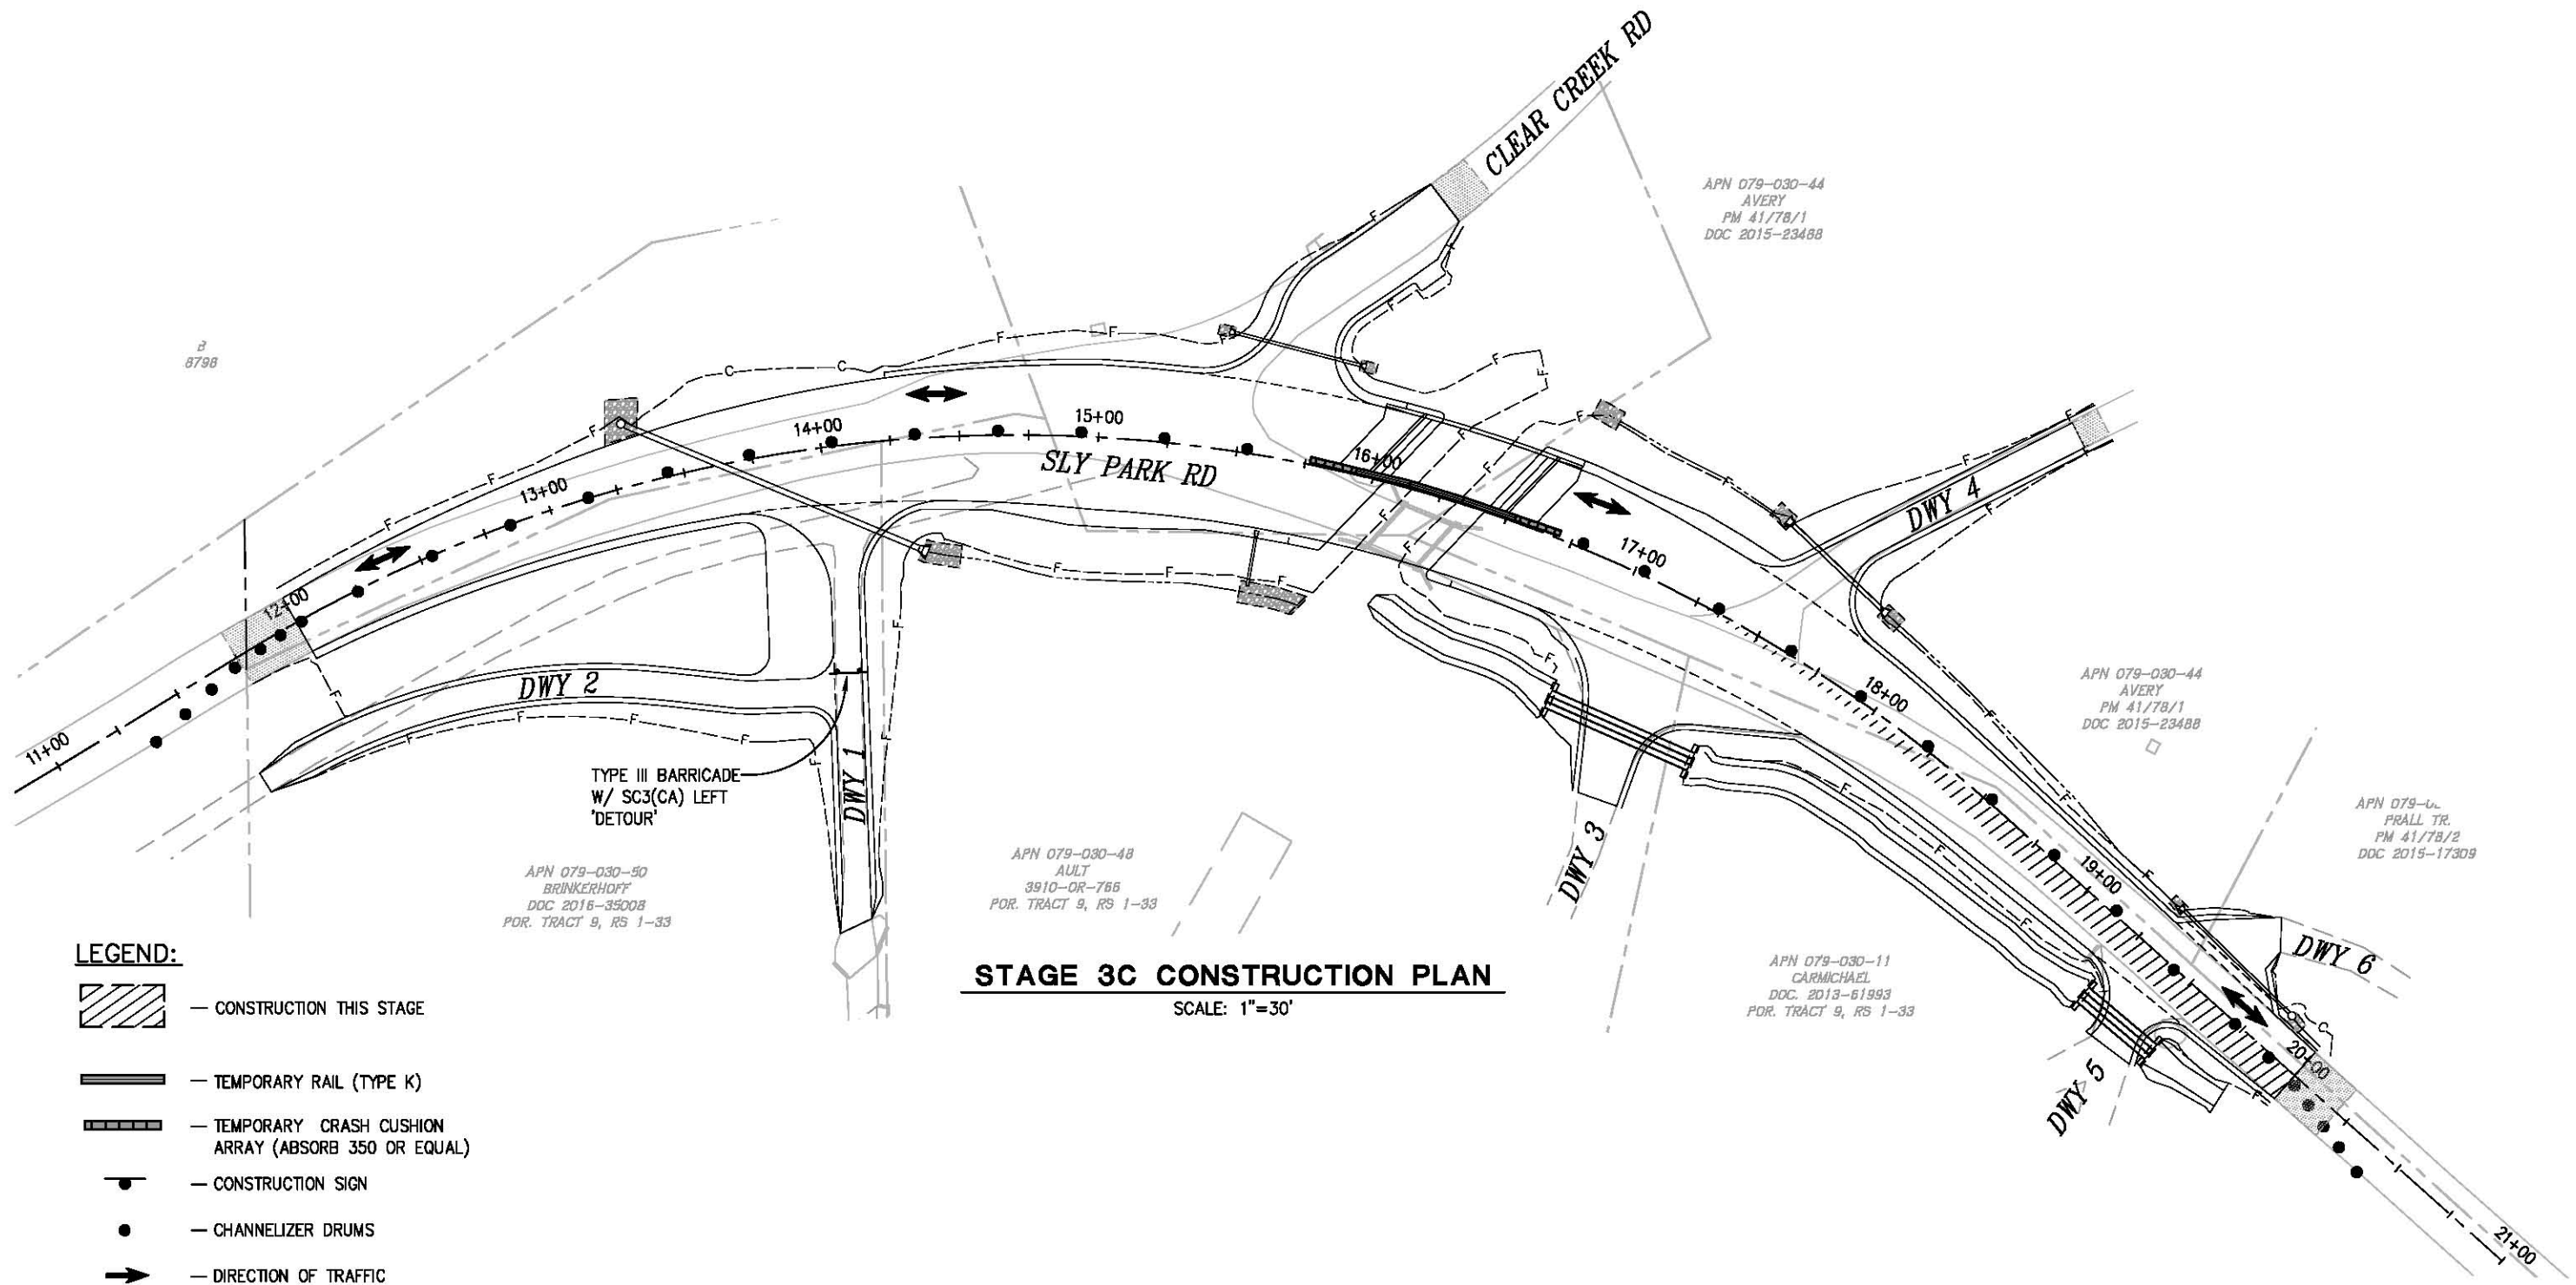 CLEAR CREEK RD
APN 079-030-44
AVERY
PM 41/78/1
DOC 2015-23488
B
8798
15+00
14+00
SLY PARK RD
16+00
13+00
DWY 4
17+00
12+00
DWY 2
18+00
APN 079-030-44
AVERY
PM 41/78/1
DOC 2015-23488
11+00
TYPE III BARRICADE
W/ SC3(CA) LEFT
'DETOUR'
DWY 1
DWY 3
19+00
PRALL TR.
PM 41/78/2
DOC 2015-17309
APN 079-030-50
BRINKERHOFF
DOC 2016-35008
POR. TRACT 9, RS 1-33
APN 079-030-48
AULT
3910-OR-766
POR. TRACT 9, RS 1-33
DWY 6
APN 079-030-11
CARMICHAEL
DOC. 2013-61993
POR. TRACT 9, RS 1-33
DWY 5
20+00
21+00
STAGE 3C CONSTRUCTION PLAN
SCALE: 1"=30'
LEGEND:
— CONSTRUCTION THIS STAGE
— TEMPORARY RAIL (TYPE K)
— TEMPORARY CRASH CUSHION
ARRAY (ABSORB 350 OR EQUAL)
— CONSTRUCTION SIGN
— CHANNELIZER DRUMS
— DIRECTION OF TRAFFIC